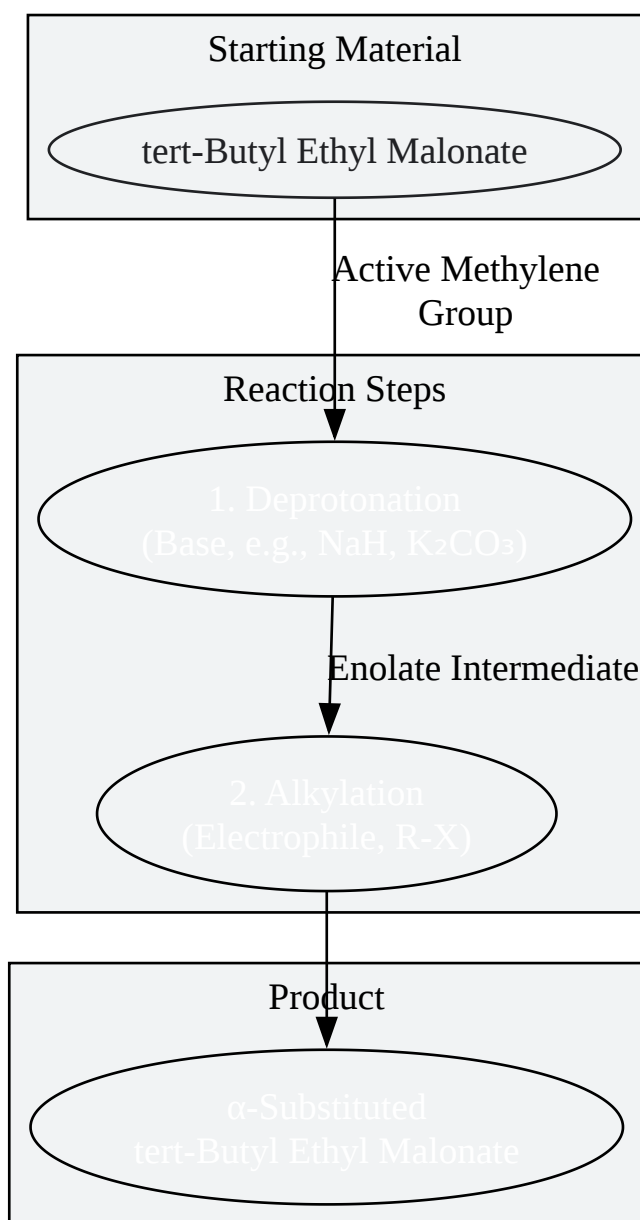 Starting Material
tert-Butyl Ethyl Malonate
Active Methylene
Group
Reaction Steps
1. Deprotonation
(Base, e.g., NaH, K₂CO₃)
Enolate Intermediate
2. Alkylation
(Electrophile, R-X)
Product
α-Substituted
tert-Butyl Ethyl Malonate